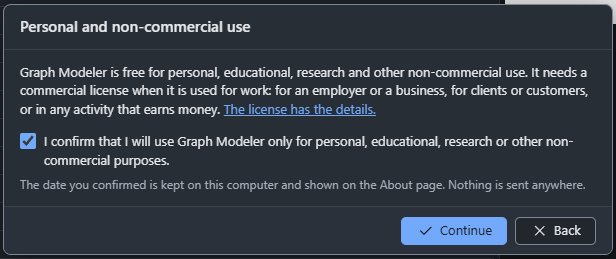 Personal and non-commercial use
Graph Modeler is free for personal, educational, research and other non-commercial use. It needs a
commercial license when it is used for work: for an employer or a business, for clients or customers,
or in any activity that earns money. The license has the details.
I confirm that I will use Graph Modeler only for personal, educational, research or other non-
commercial purposes.
The date you confirmed is kept on this computer and shown on the About page. Nothing is sent anywhere.
Continue
Back